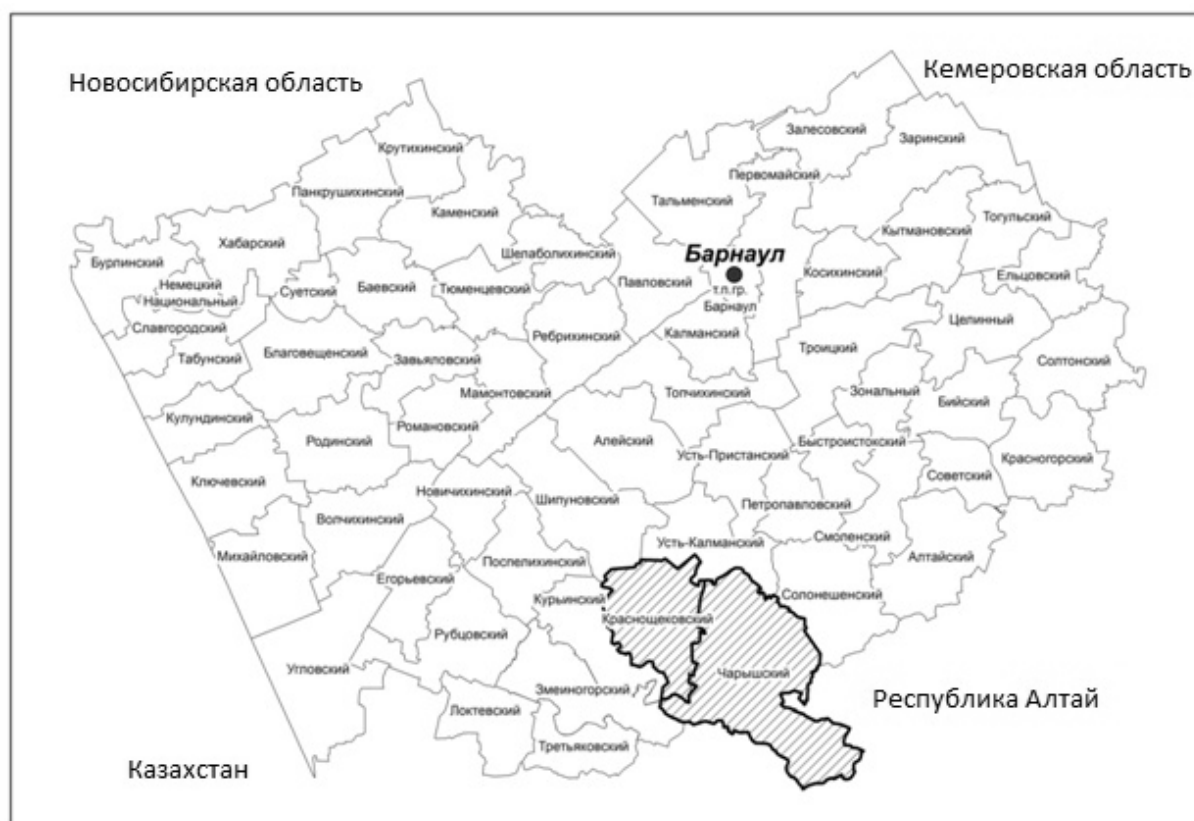 Новосибирская область
Кемеровская область
Залесовский
Заринский
Крутихинский
Первомайский
Панкрушихинский
Тальменский
Каменский
Тогульский
Кытмановский
Хабарский
Шелаболихинский
Барнаул
Бурлинский
Косихинский
Ельцовский
Немецкий
Национальный
Суетский
Баевский
Тюменцевский
Павловский
т.п.гр.
Барнаул
Славгородский
Ребрихинский
Калманский
Целинный
Табунский
Благовещенский
Завьяловский
Троицкий
Солтонский
Мамонтовский
Топчихинский
Зональный
Бийский
Кулундинский
Романовский
Родинский
Алейский
Усть-Пристанский
Быстроистокский
Красногорский
Ключевский
Советский
Новичихинский
Шипуновский
Петропавловский
Волчихинский
Смоленский
Усть-Калманский
Михайловский
Алтайский
Поспелихинский
Егорьевский
Солонешенский
Курьинский
Краснощековский
Рубцовский
Угловский
Чарышский
Змеиногорский
Республика Алтай
Локтевский
Третьяковский
Казахстан